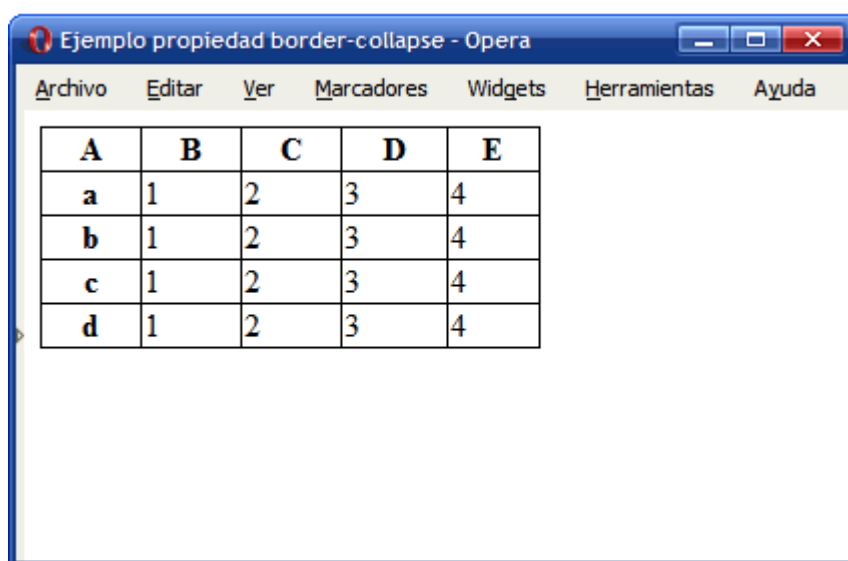 Ejemplo propiedad border-collapse - Opera
Archivo Editar Ver Marcadores Widgets Herramientas Ayuda
A B C D E
a 1 2 3 4
b 1 2 3 4
c 1 2 3 4
d 1 2 3 4